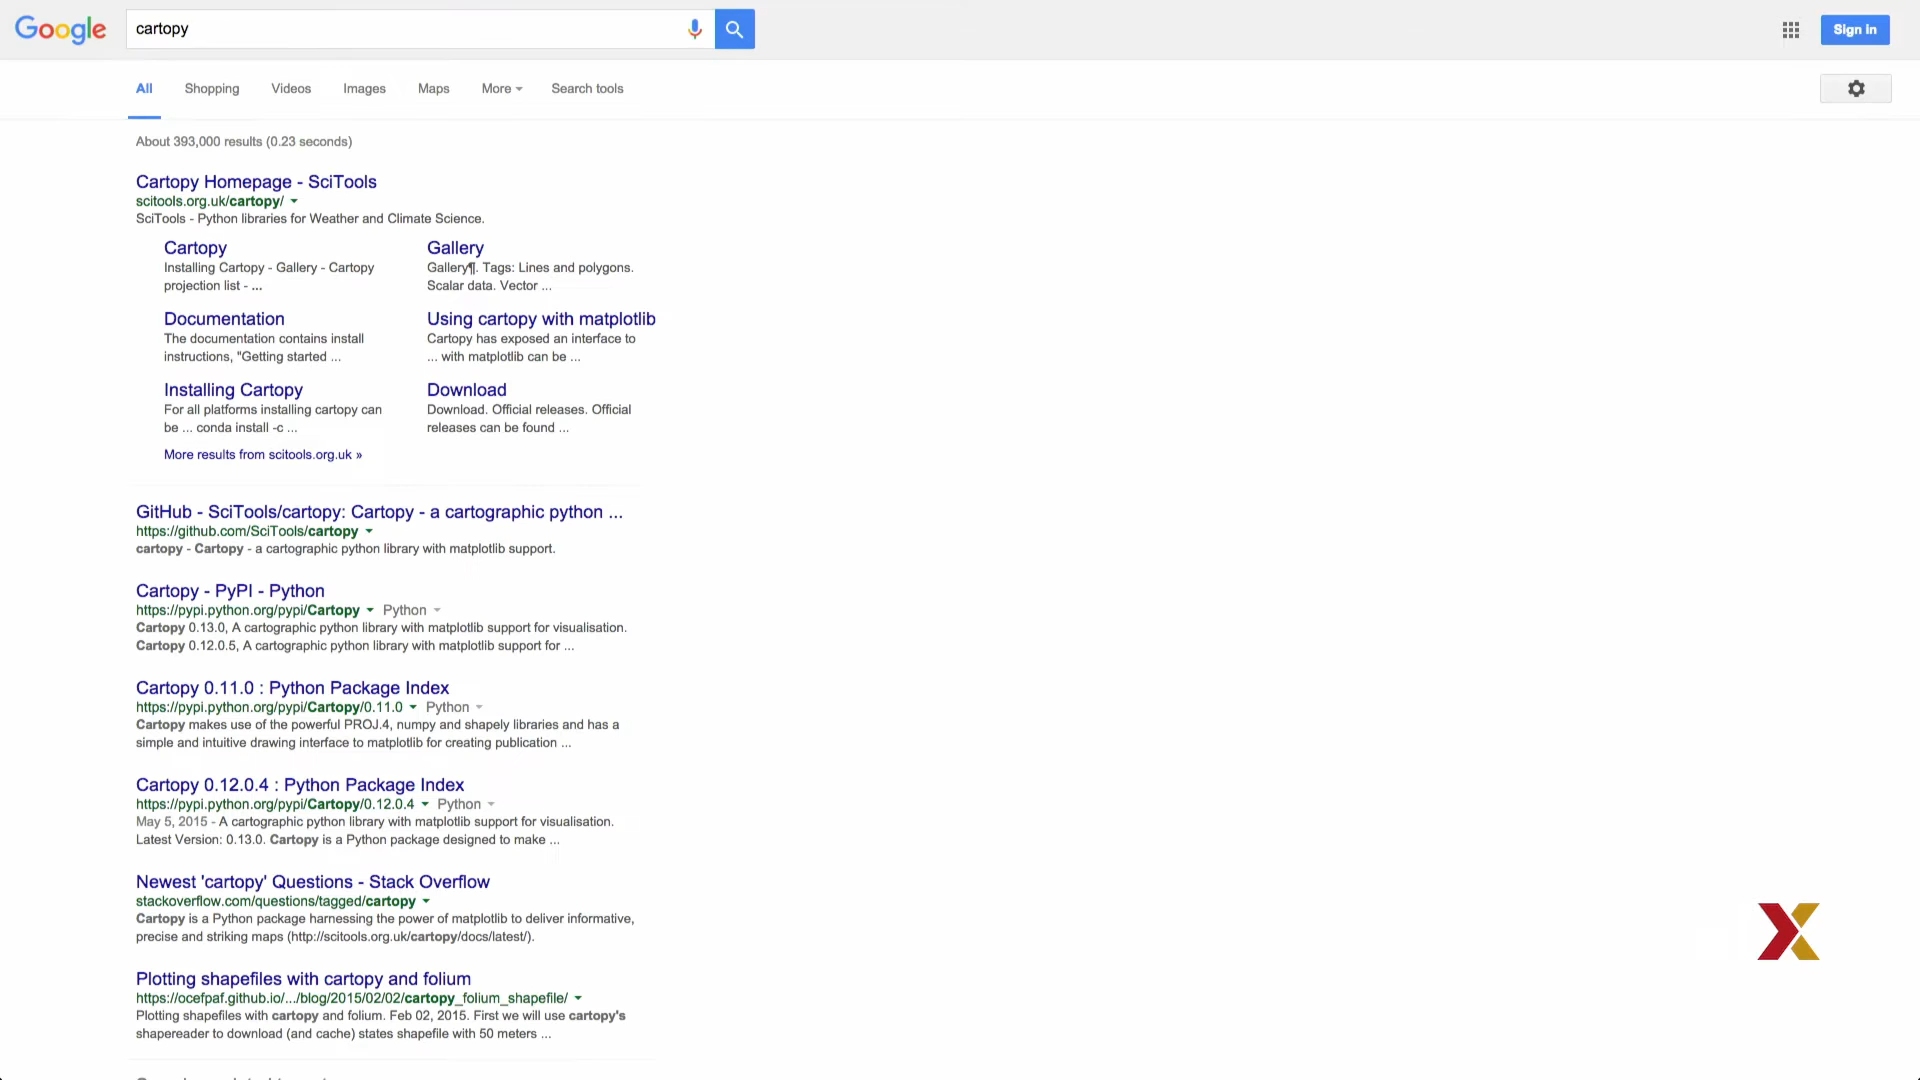 Google
cartopy
Sign in
All Shopping Videos Images Maps More Search tools
About 393,000 results (0.23 seconds)
Cartopy Homepage - SciTools
scitools.org.uk/cartopy/
SciTools - Python libraries for Weather and Climate Science.
Cartopy
Installing Cartopy - Gallery - Cartopy
projection list - ...
Gallery
Gallery¶. Tags: Lines and polygons.
Scalar data. Vector ...
Documentation
The documentation contains install
instructions, "Getting started ...
Using cartopy with matplotlib
Cartopy has exposed an interface to
... with matplotlib can be ...
Installing Cartopy
For all platforms installing cartopy can
be ... conda install -c ...
Download
Download. Official releases. Official
releases can be found ...
More results from scitools.org.uk »
GitHub - SciTools/cartopy: Cartopy - a cartographic python ...
https://github.com/SciTools/cartopy
cartopy - Cartopy - a cartographic python library with matplotlib support.
Cartopy - PyPI - Python
https://pypi.python.org/pypi/Cartopy Python
Cartopy 0.13.0, A cartographic python library with matplotlib support for visualisation.
Cartopy 0.12.0.5, A cartographic python library with matplotlib support for ...
Cartopy 0.11.0 : Python Package Index
https://pypi.python.org/pypi/Cartopy/0.11.0 Python
Cartopy makes use of the powerful PROJ.4, numpy and shapely libraries and has a
simple and intuitive drawing interface to matplotlib for creating publication ...
Cartopy 0.12.0.4 : Python Package Index
https://pypi.python.org/pypi/Cartopy/0.12.0.4 Python
May 5, 2015 - A cartographic python library with matplotlib support for visualisation.
Latest Version: 0.13.0. Cartopy is a Python package designed to make ...
Newest 'cartopy' Questions - Stack Overflow
stackoverflow.com/questions/tagged/cartopy
Cartopy is a Python package harnessing the power of matplotlib to deliver informative,
precise and striking maps (http://scitools.org.uk/cartopy/docs/latest/).
Plotting shapefiles with cartopy and folium
https://ocefpaf.github.io/.../blog/2015/02/02/cartopy_folium_shapefile/
Plotting shapefiles with cartopy and folium. Feb 02, 2015. First we will use cartopy's
shapereader to download (and cache) states shapefile with 50 meters ...